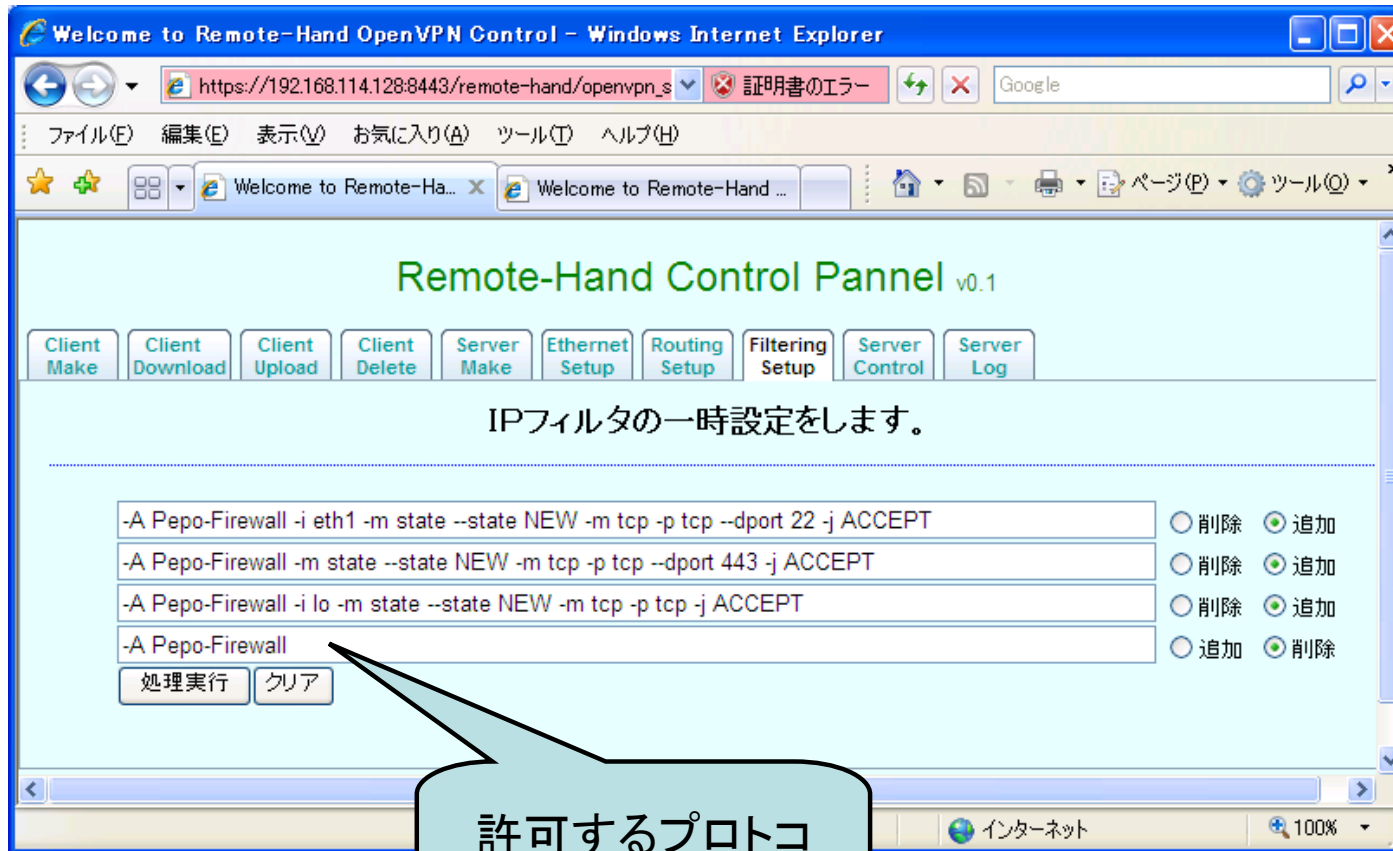 Welcome to Remote-Hand OpenVPN Control - Windows Internet Explorer
https://192.168.114.128:8443/remote-hand/openvpn_s 証明書のエラー Google
ファイル(F) 編集(E) 表示(V) お気に入り(A) ツール(T) ヘルプ(H)
Welcome to Remote-Ha... Welcome to Remote-Hand ... ページ(P) ツール(O)
Remote-Hand Control Pannel v0.1
Client Make Client Download Client Upload Client Delete Server Make Ethernet Setup Routing Setup Filtering Setup Server Control Server Log
IPフィルタの一時設定をします。
-A Pepo-Firewall -i eth1 -m state --state NEW -m tcp -p tcp --dport 22 -j ACCEPT 削除 追加
-A Pepo-Firewall -m state --state NEW -m tcp -p tcp --dport 443 -j ACCEPT 削除 追加
-A Pepo-Firewall -i lo -m state --state NEW -m tcp -p tcp -j ACCEPT 削除 追加
-A Pepo-Firewall 追加 削除
処理実行 クリア
許可するプロトコ
インターネット 100%